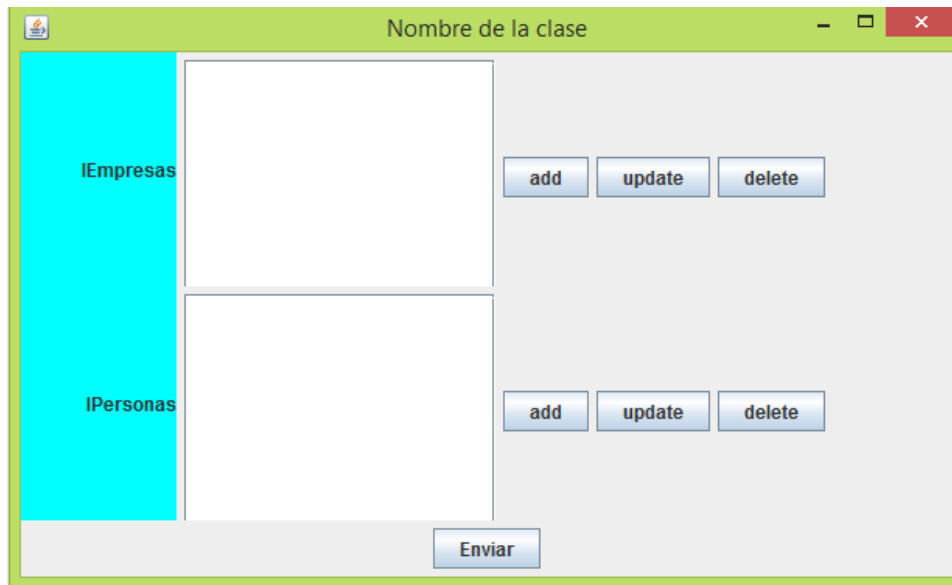 Nombre de la clase
lEmpresas
add update delete
lPersonas
add update delete
Enviar